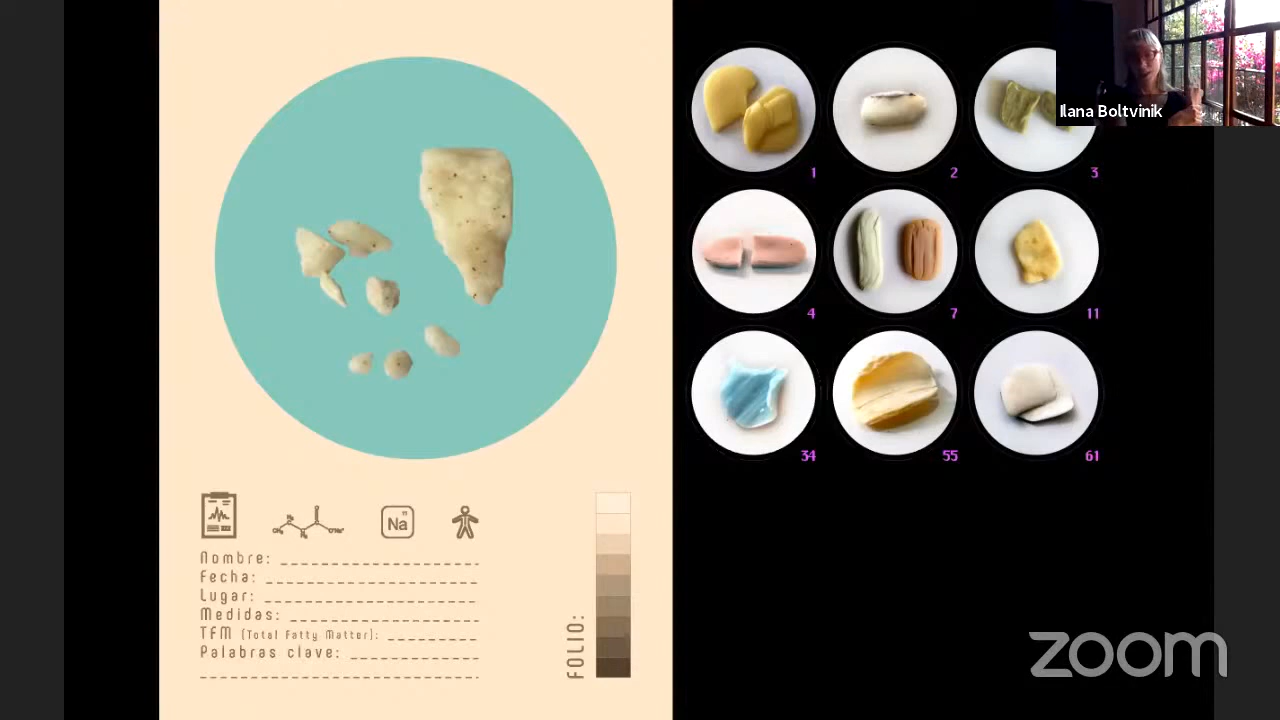 Ilana Boltvinik
1
2
3
4
7
11
34
55
61
Na
11
Nombre:
Fecha:
Lugar:
Medidas:
TFM (Total Fatty Matter):
Palabras clave:
FOLIO:
zoom